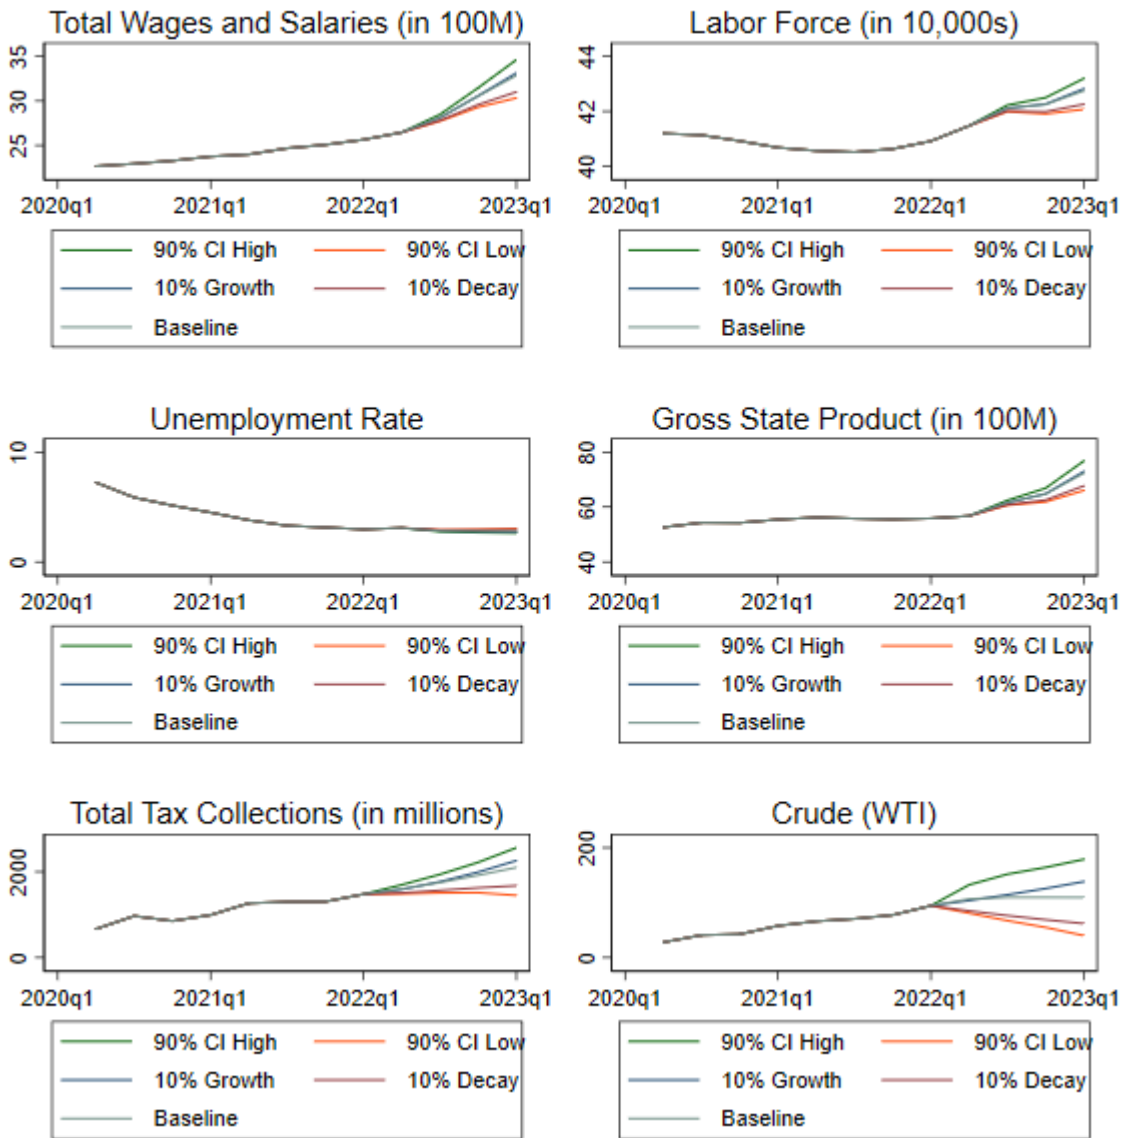 Total Wages and Salaries (in 100M)
35
30
25
2020q1 2021q1 2022q1 2023q1
90% CI High 90% CI Low
10% Growth 10% Decay
Baseline
Labor Force (in 10,000s)
44
42
40
2020q1 2021q1 2022q1 2023q1
90% CI High 90% CI Low
10% Growth 10% Decay
Baseline
Unemployment Rate
10
0
2020q1 2021q1 2022q1 2023q1
90% CI High 90% CI Low
10% Growth 10% Decay
Baseline
Gross State Product (in 100M)
80
60
40
2020q1 2021q1 2022q1 2023q1
90% CI High 90% CI Low
10% Growth 10% Decay
Baseline
Total Tax Collections (in millions)
2000
0
2020q1 2021q1 2022q1 2023q1
90% CI High 90% CI Low
10% Growth 10% Decay
Baseline
Crude (WTI)
200
0
2020q1 2021q1 2022q1 2023q1
90% CI High 90% CI Low
10% Growth 10% Decay
Baseline